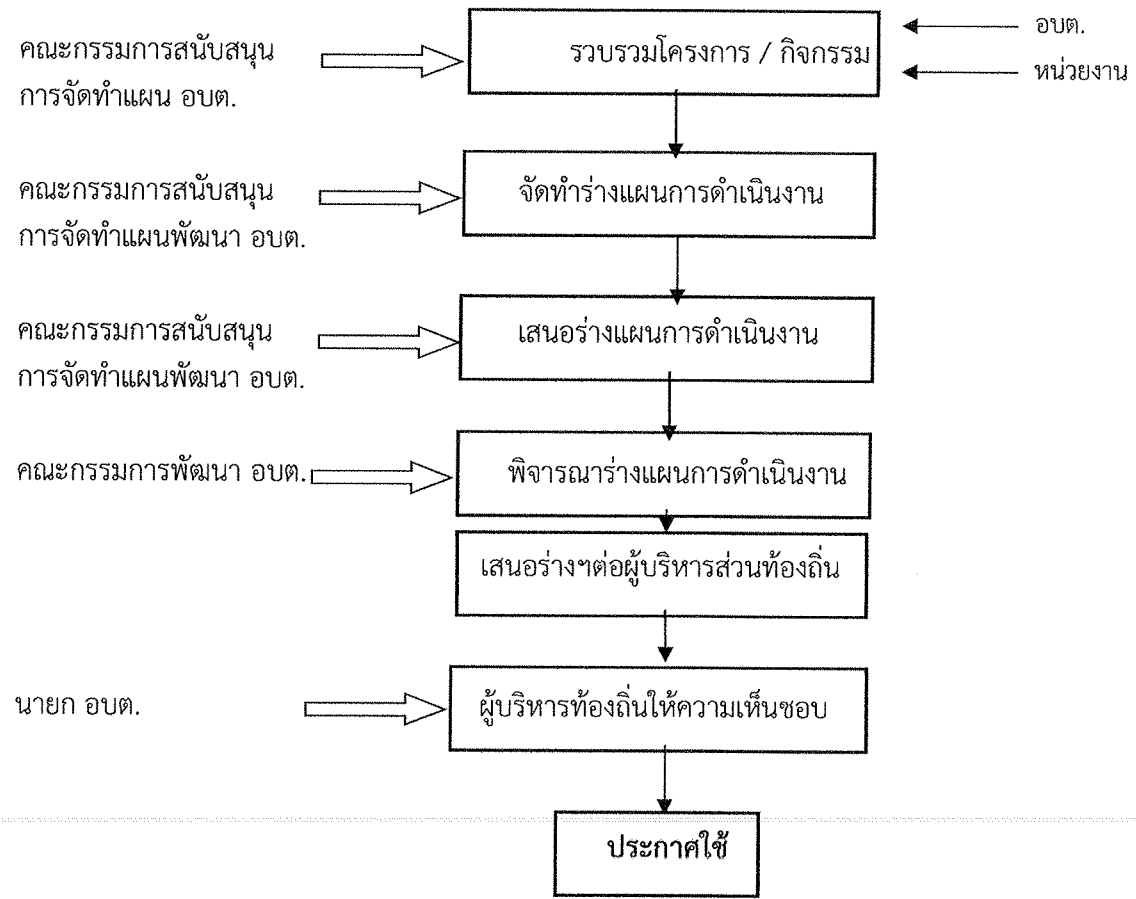 คณะกรรมการสนับสนุน
การจัดทำแผน อบต.
รวบรวมโครงการ / กิจกรรม
อบต.
หน่วยงาน
คณะกรรมการสนับสนุน
การจัดทำแผนพัฒนา อบต.
จัดทำร่างแผนการดำเนินงาน
คณะกรรมการสนับสนุน
การจัดทำแผนพัฒนา อบต.
เสนอร่างแผนการดำเนินงาน
คณะกรรมการพัฒนา อบต.
พิจารณาร่างแผนการดำเนินงาน
เสนอร่างฯต่อผู้บริหารส่วนท้องถิ่น
นายก อบต.
ผู้บริหารท้องถิ่นให้ความเห็นชอบ
ประกาศใช้